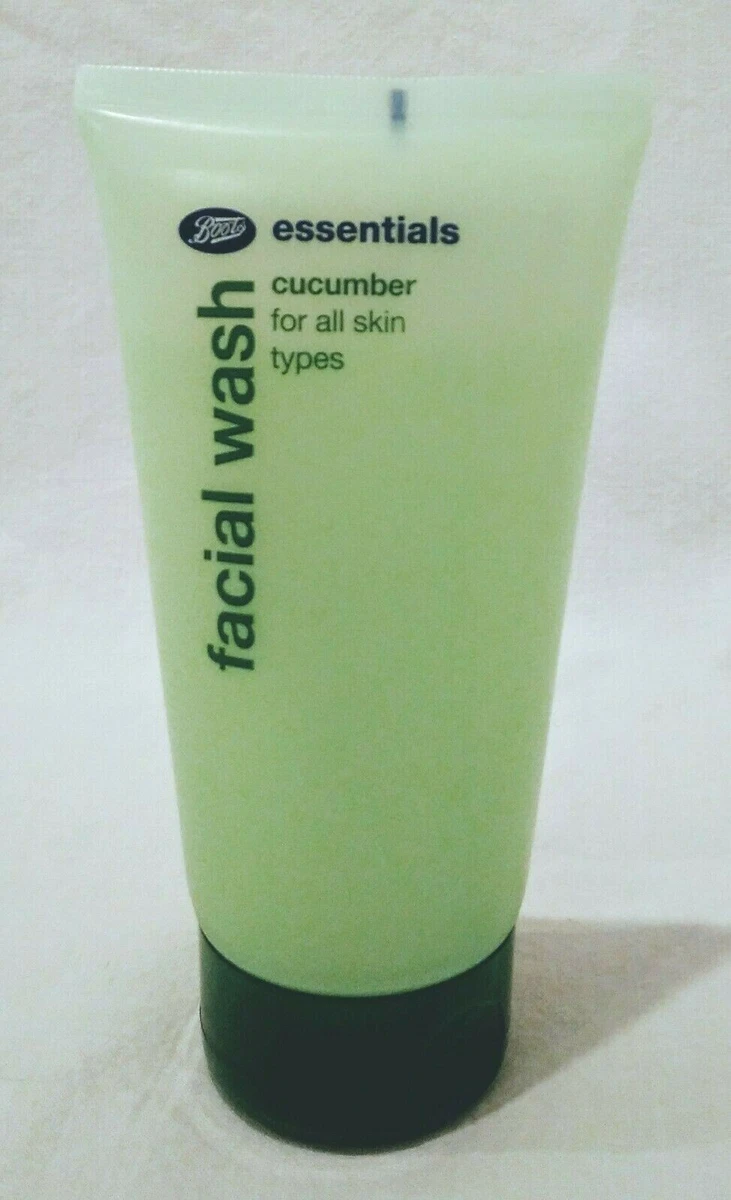 Boots essentials
cucumber
for all skin
types
facial wash